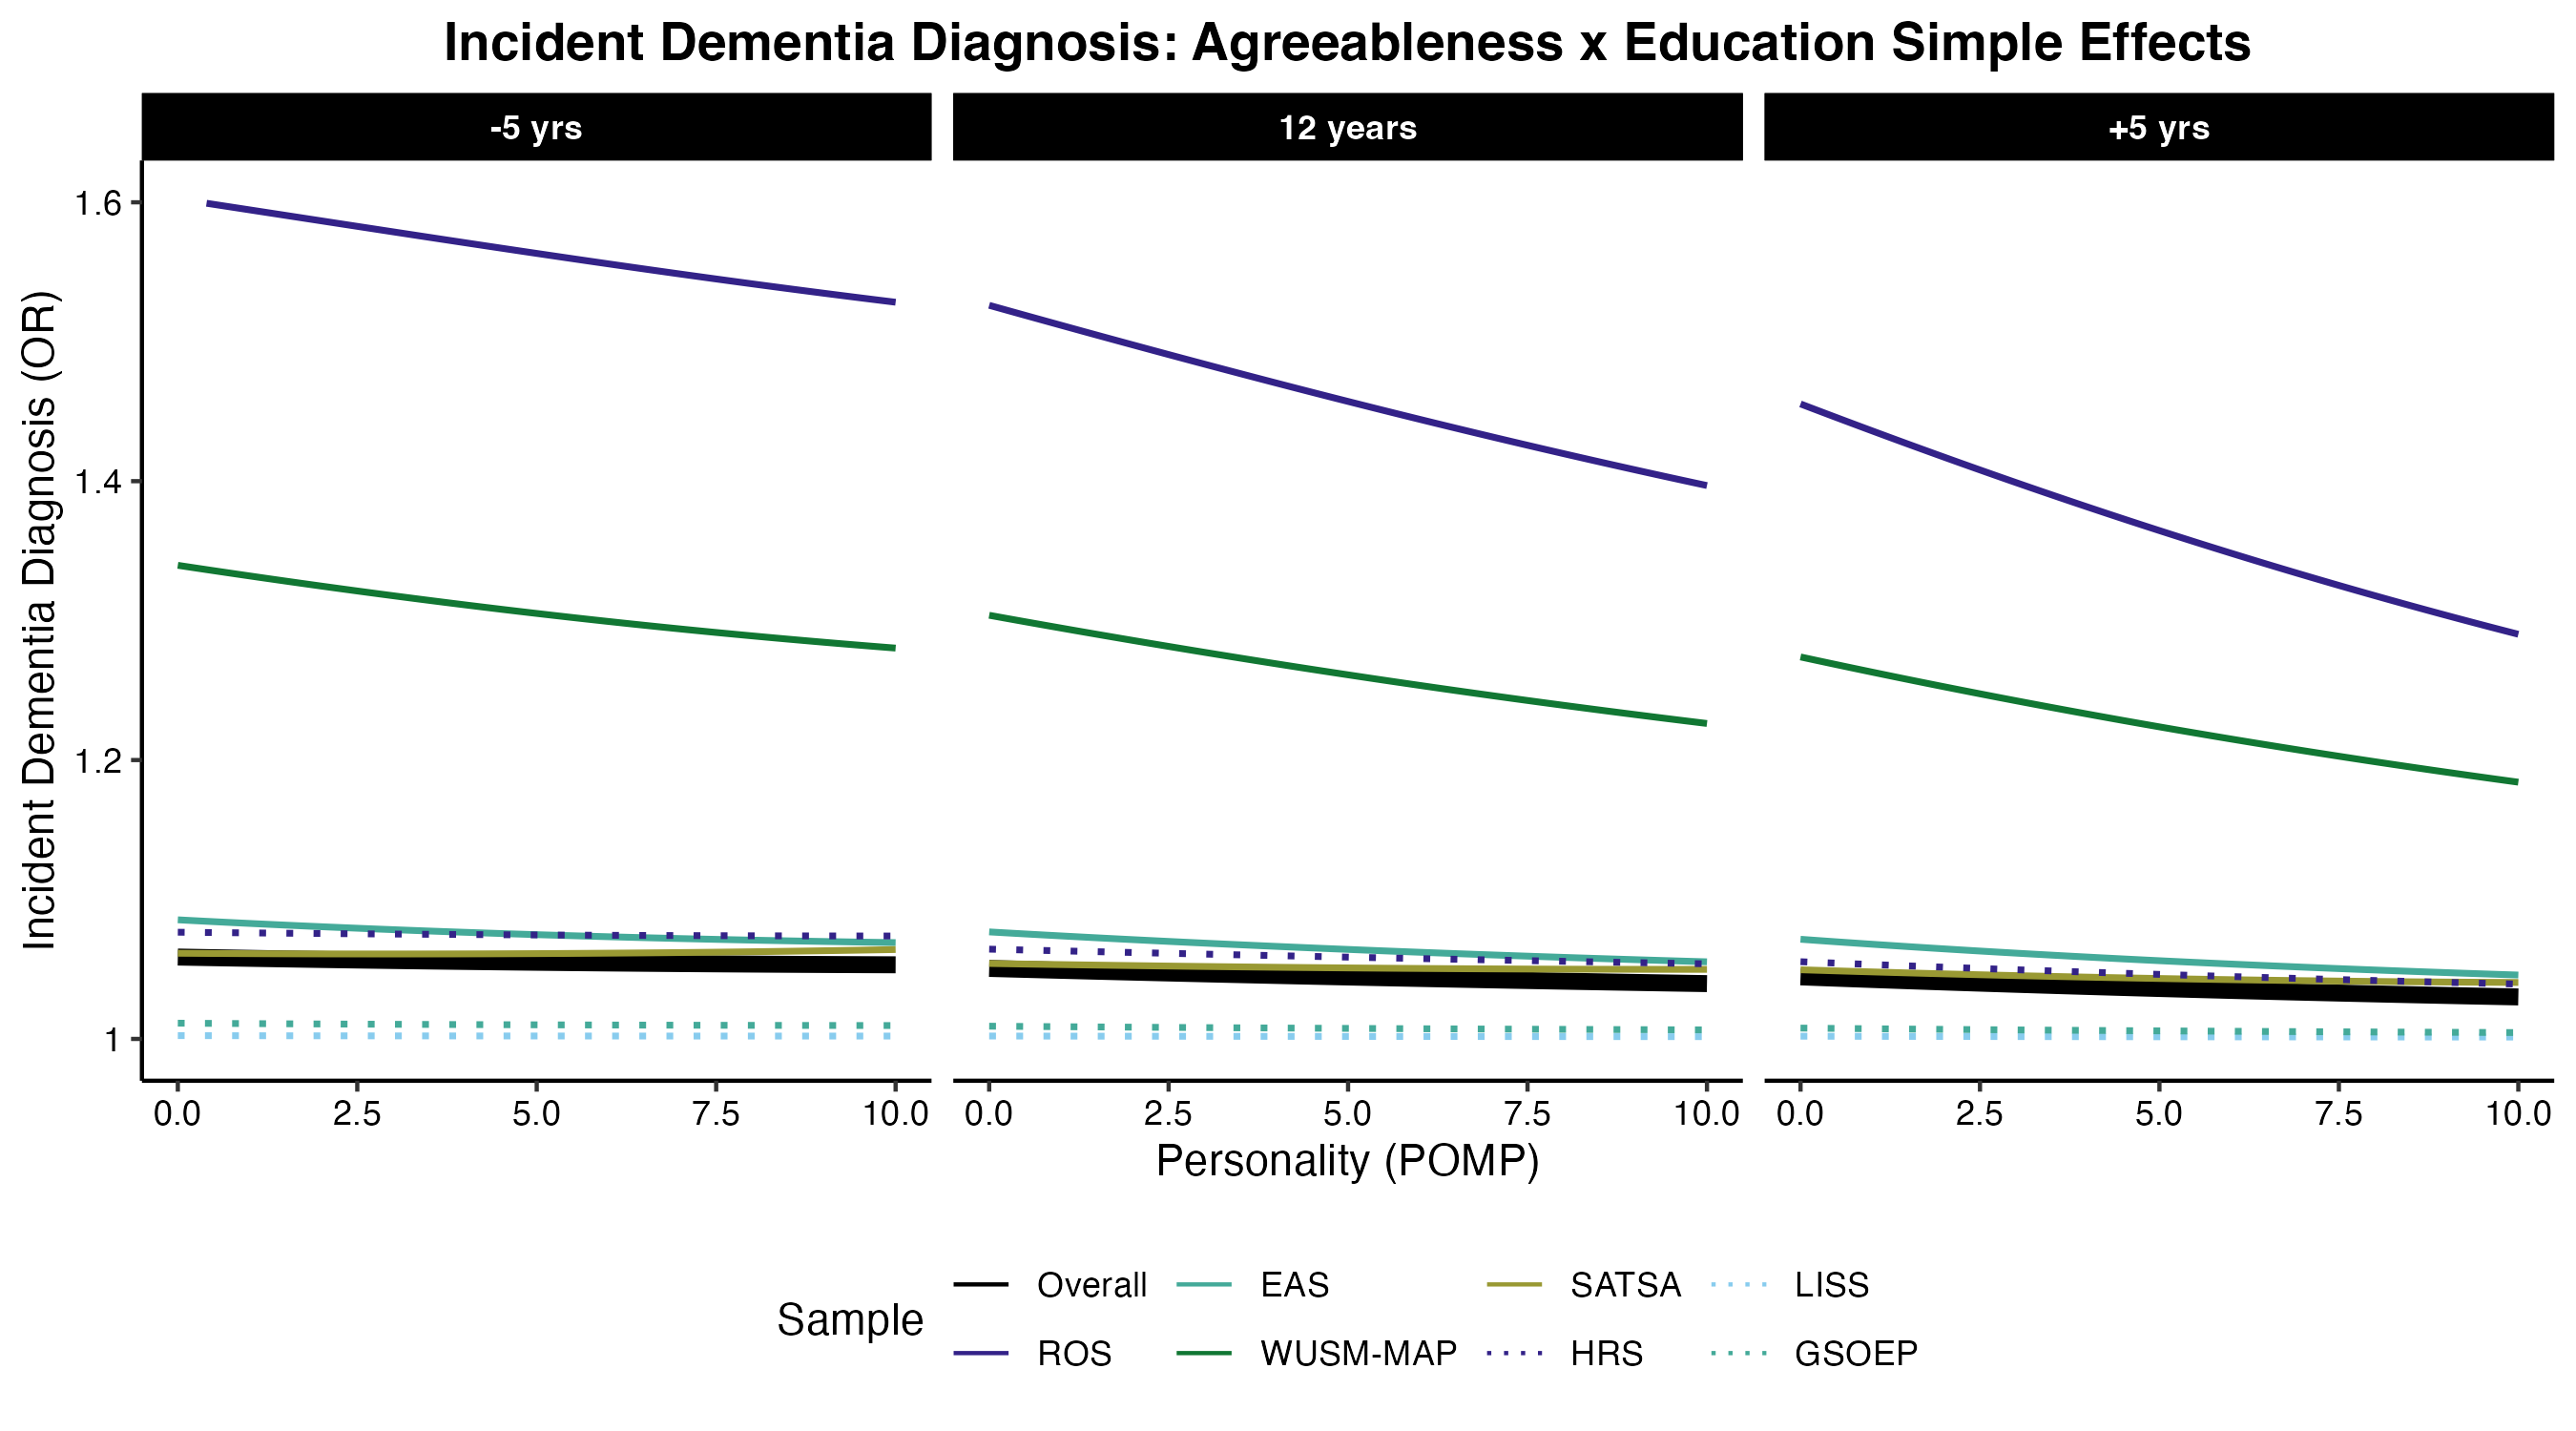 Incident Dementia Diagnosis: Agreeableness x Education Simple Effects
-5 yrs
12 years
+5 yrs
Incident Dementia Diagnosis (OR)
1.6
1.4
1.2
1
0.0 2.5 5.0 7.5 10.0
0.0 2.5 5.0 7.5 10.0
0.0 2.5 5.0 7.5 10.0
Personality (POMP)
Sample
Overall EAS SATSA LISS
ROS WUSM-MAP HRS GSOEP